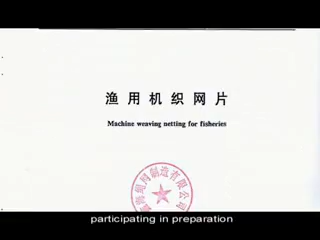 渔用机织网片
Machine weaving netting for fisheries
participating in preparation